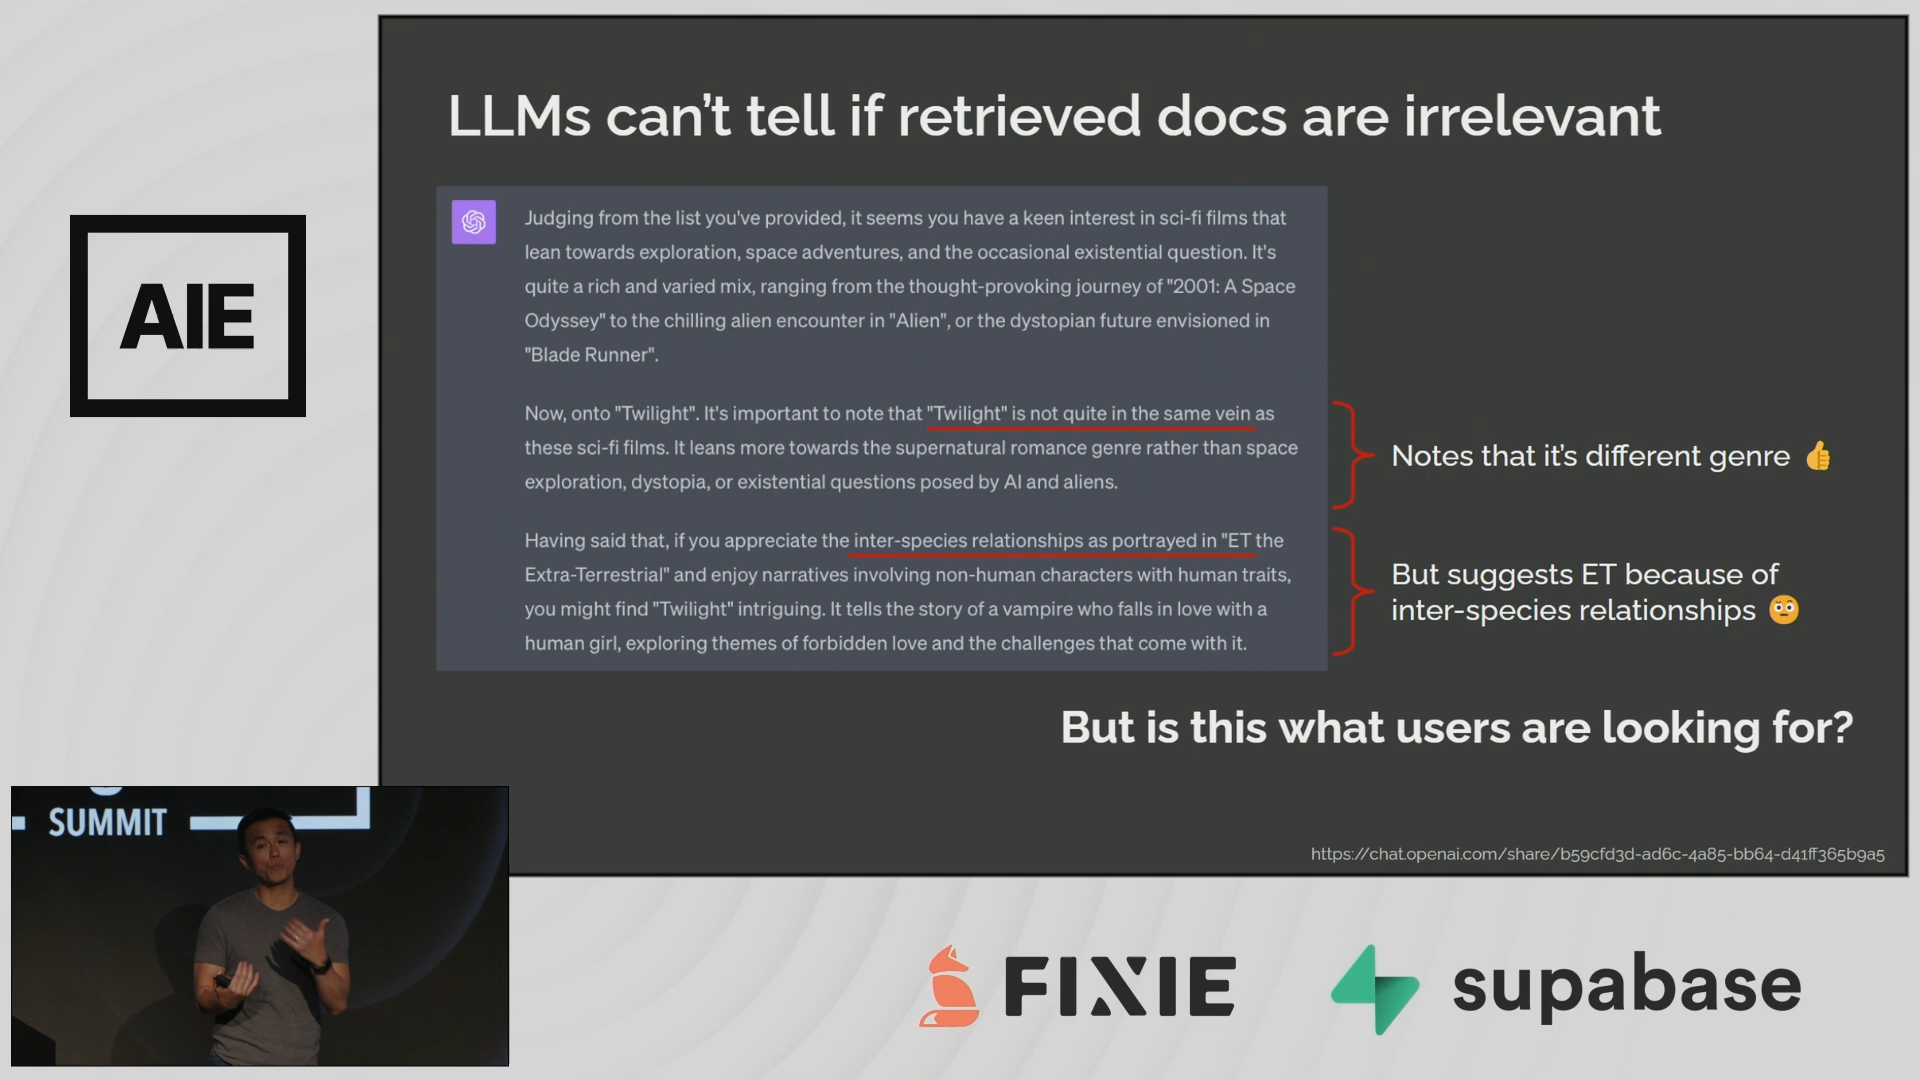 LLMs can't tell if retrieved docs are irrelevant
AIE
Judging from the list you've provided, it seems you have a keen interest in sci-fi films that
lean towards exploration, space adventures, and the occasional existential question. It's
quite a rich and varied mix, ranging from the thought-provoking journey of "2001: A Space
Odyssey" to the chilling alien encounter in "Alien", or the dystopian future envisioned in
"Blade Runner".
Now, onto "Twilight". It's important to note that "Twilight" is not quite in the same vein as
these sci-fi films. It leans more towards the supernatural romance genre rather than space
exploration, dystopia, or existential questions posed by AI and aliens.
Notes that it's different genre 👍
Having said that, if you appreciate the inter-species relationships as portrayed in "ET the
Extra-Terrestrial" and enjoy narratives involving non-human characters with human traits,
you might find "Twilight" intriguing. It tells the story of a vampire who falls in love with a
human girl, exploring themes of forbidden love and the challenges that come with it.
But suggests ET because of
inter-species relationships 😳
But is this what users are looking for?
https://chat.openai.com/share/b59cfd3d-ad6c-4a85-bb64-d41ff365b9a5
SUMMIT
FIXIE
supabase